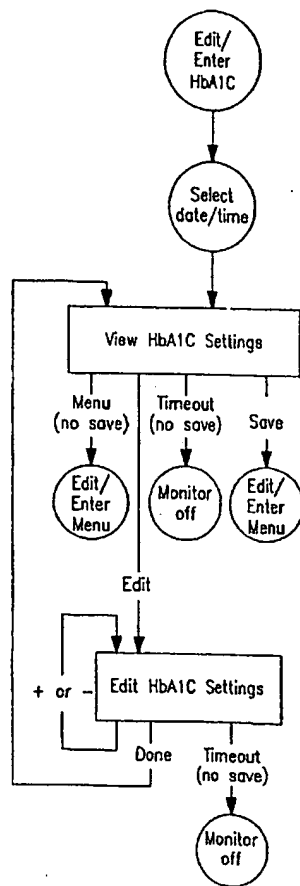 Edit/
Enter
HbA1C
Select
date/time
View HbA1C Settings
Menu
(no save)
Timeout
(no save)
Save
Edit/
Enter
Menu
Monitor
off
Edit/
Enter
Menu
Edit
+ or -
Edit HbA1C Settings
Done
Timeout
(no save)
Monitor
off